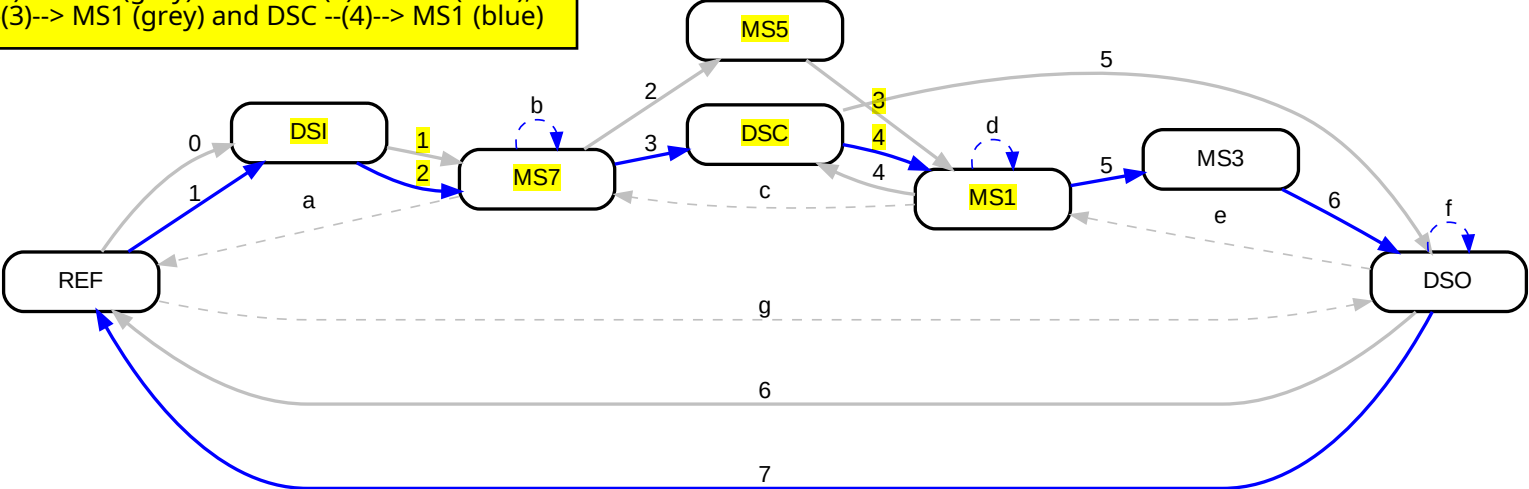 (3)--> MS1 (grey) and DSC --(4)--> MS1 (blue)
MS5
5
2
3
DSI
b
DSC
d
0
1
4
MS3
3
2
MS7
4
5
1
a
c
MS1
6
e
f
REF
DSO
g
6
7